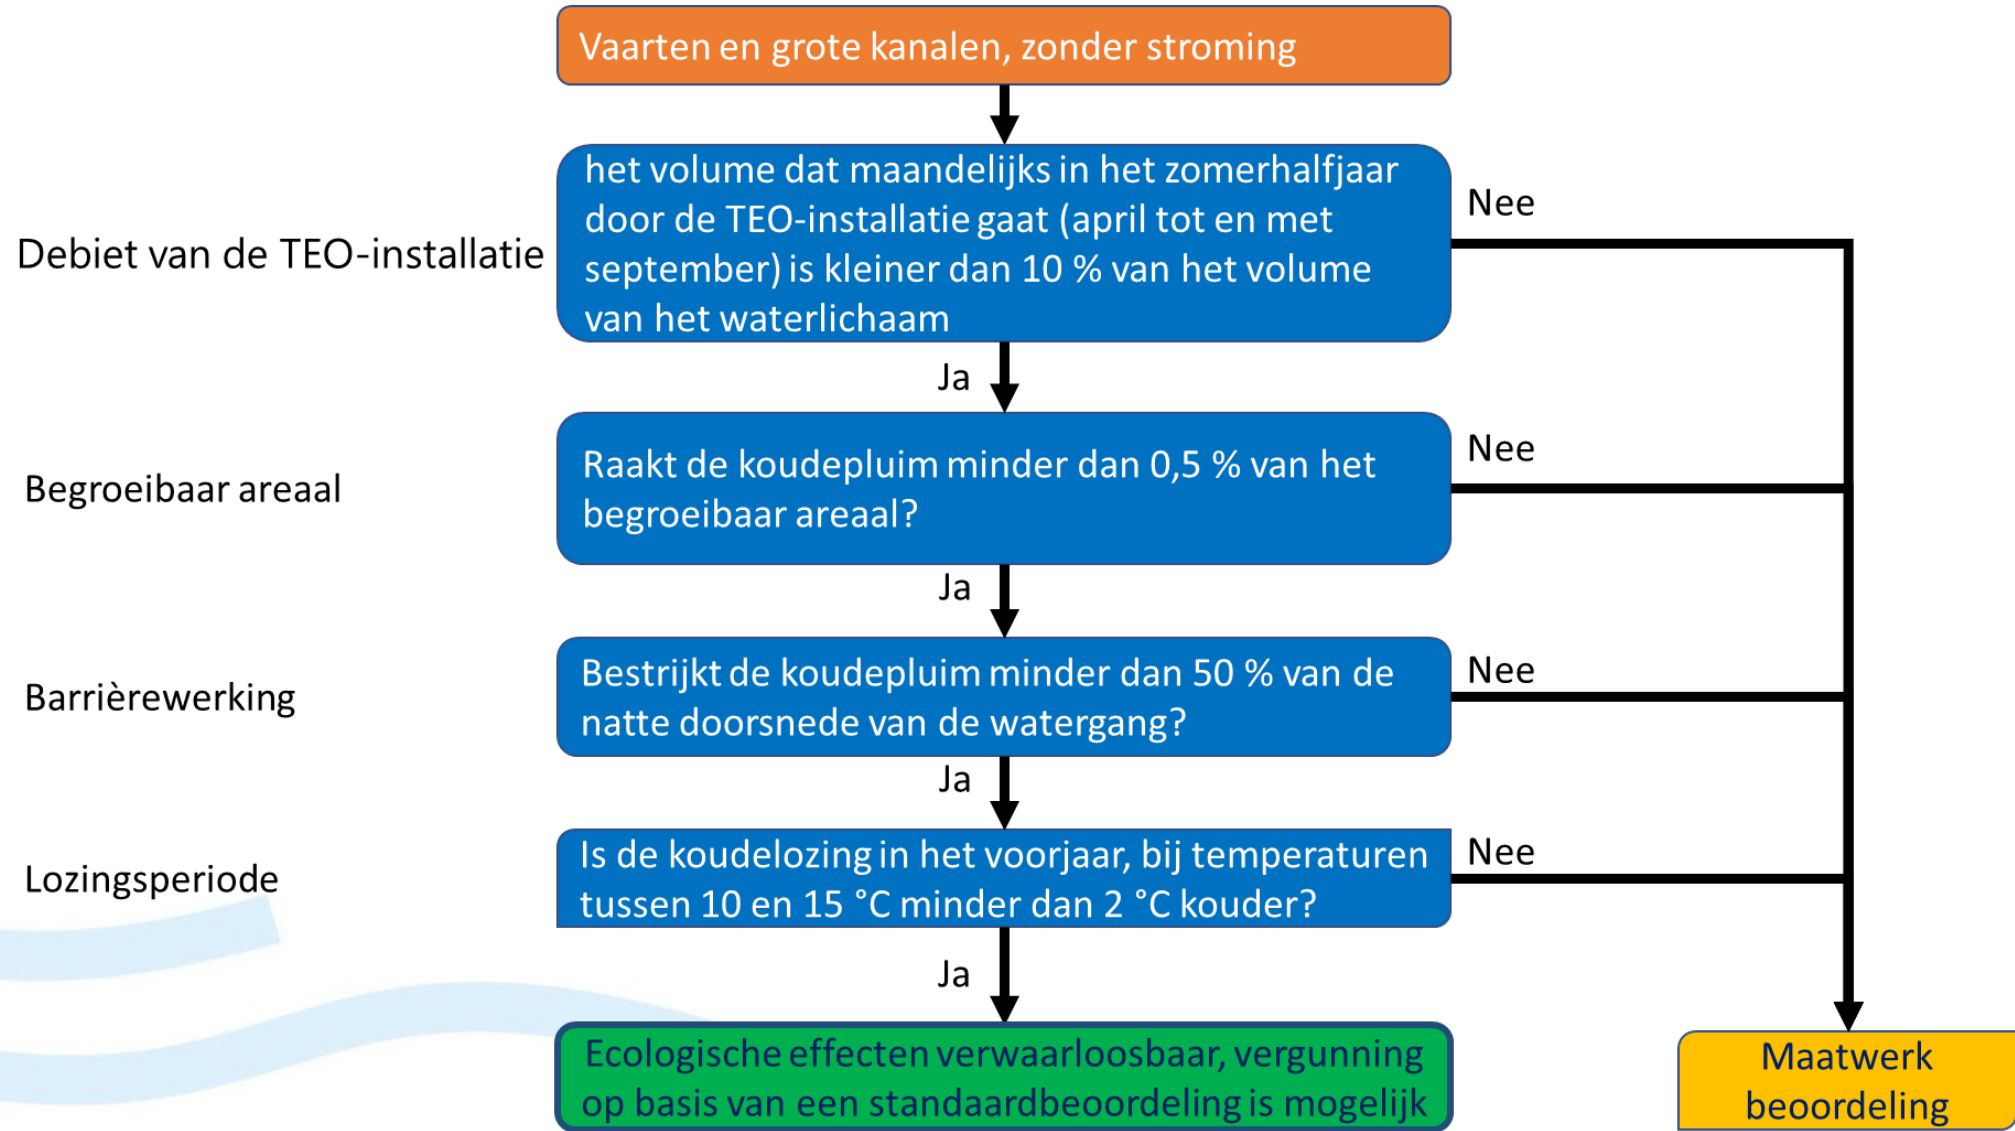 Vaarten en grote kanalen, zonder stroming
Debiet van de TEO-installatie
het volume dat maandelijks in het zomerhalfjaar
door de TEO-installatie gaat (april tot en met
september) is kleiner dan 10 % van het volume
van het waterlichaam
Nee
Ja
Begroeibaar areaal
Raakt de koudepluim minder dan 0,5 % van het
begroeibaar areaal?
Nee
Ja
Barrièrewerking
Bestrijkt de koudepluim minder dan 50 % van de
natte doorsnede van de watergang?
Nee
Ja
Lozingsperiode
Is de koudelozing in het voorjaar, bij temperaturen
tussen 10 en 15 °C minder dan 2 °C kouder?
Nee
Ja
Ecologische effecten verwaarloosbaar, vergunning
op basis van een standaardbeoordeling is mogelijk
Maatwerk
beoordeling